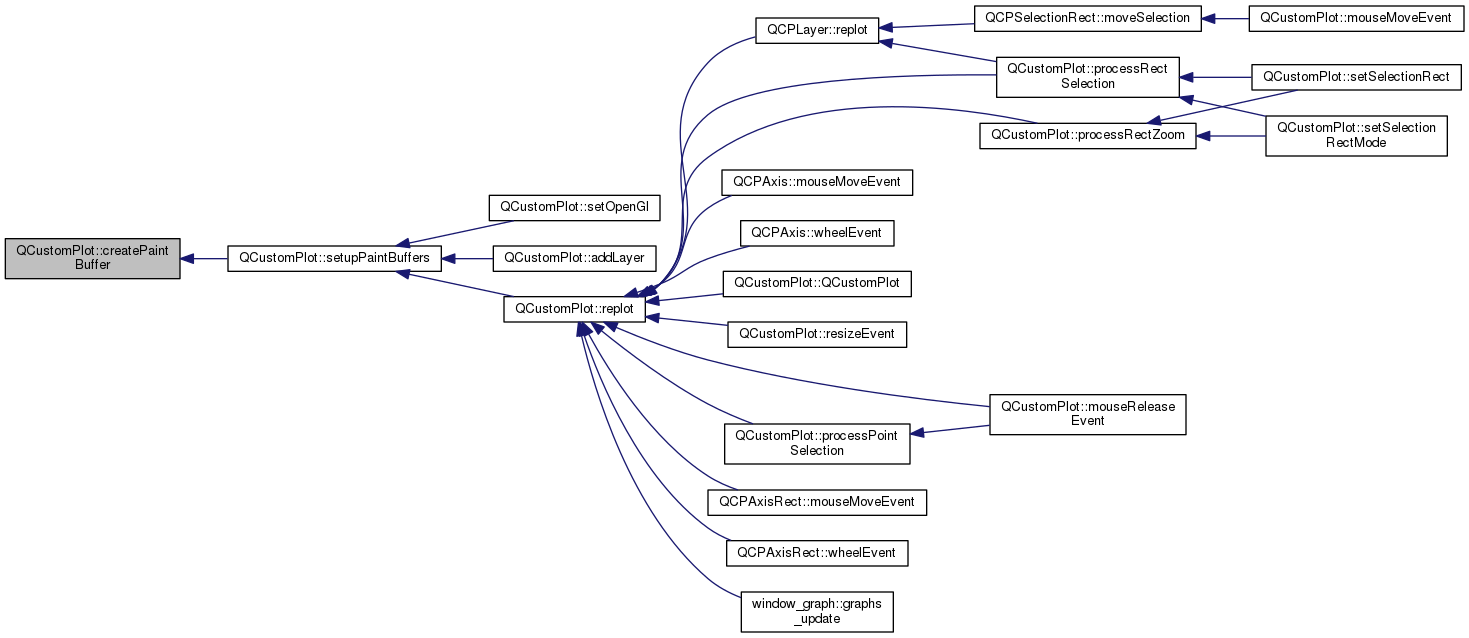 QCustomPlot::createPaint
Buffer
QCustomPlot::setupPaintBuffers
QCustomPlot::setOpenGl
QCustomPlot::addLayer
QCustomPlot::replot
QCPLayer::replot
QCPSelectionRect::moveSelection
QCustomPlot::mouseMoveEvent
QCustomPlot::processRect
Selection
QCustomPlot::setSelectionRect
QCustomPlot::setSelection
RectMode
QCustomPlot::processRectZoom
QCPAxis::mouseMoveEvent
QCPAxis::wheelEvent
QCustomPlot::QCustomPlot
QCustomPlot::resizeEvent
QCustomPlot::mouseRelease
Event
QCustomPlot::processPoint
Selection
QCPAxisRect::mouseMoveEvent
QCPAxisRect::wheelEvent
window_graph::graphs
_update